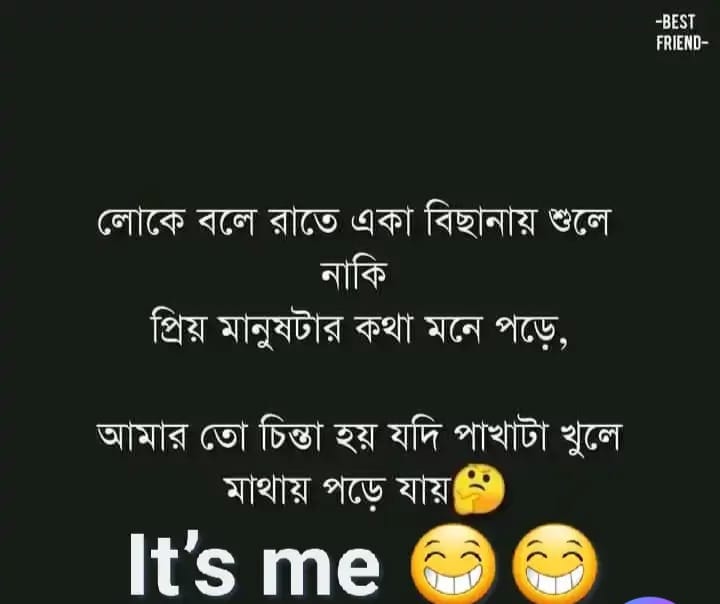 -BEST
FRIEND-
লোকে বলে রাতে একা বিছানায় শুলে
নাকি
প্রিয় মানুষটার কথা মনে পড়ে,
আমার তো চিন্তা হয় যদি পাখাটা খুলে
মাথায় পড়ে যায়🤔
It's me 😁😁